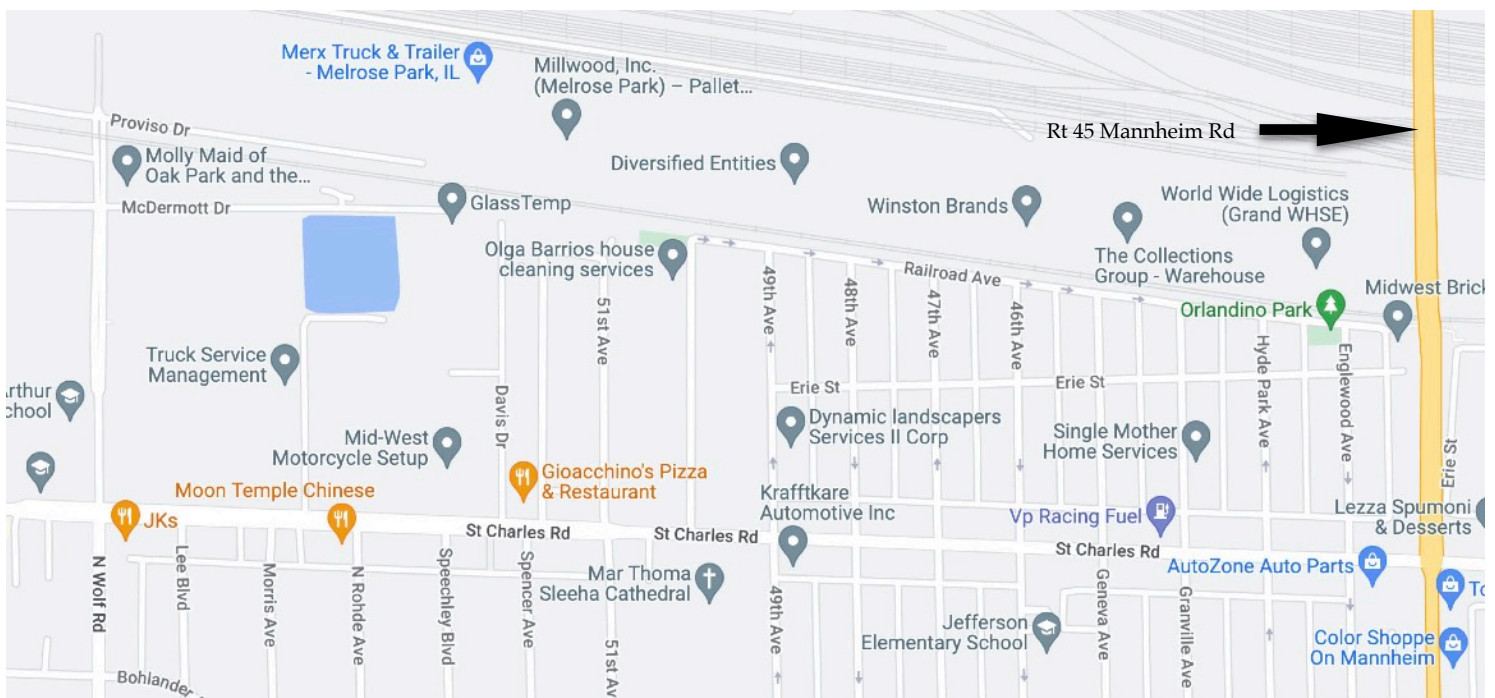 Merx Truck & Trailer
- Melrose Park, IL
Millwood, Inc.
(Melrose Park) – Pallet...
Rt 45 Mannheim Rd
Proviso Dr
Molly Maid of
Oak Park and the...
Diversified Entities
McDermott Dr
GlassTemp
Winston Brands
World Wide Logistics
(Grand WHSE)
Olga Barrios house
cleaning services
The Collections
Group - Warehouse
Railroad Ave
49th Ave
48th Ave
47th Ave
46th Ave
51st Ave
Midwest Brick
Orlandino Park
Truck Service
Management
Hyde Park Ave
Englewood Ave
Erie St
Erie St
Erie St
Davis Dr
Arthur
School
Mid-West
Motorcycle Setup
Dynamic landscapers
Services II Corp
Single Mother
Home Services
Gioacchino's Pizza
& Restaurant
Moon Temple Chinese
JKs
Krafftkare
Automotive Inc
Vp Racing Fuel
Lezza Spumoni
& Desserts
St Charles Rd
St Charles Rd
St Charles Rd
AutoZone Auto Parts
To
N Wolf Rd
Lee Blvd
Morris Ave
N Rohde Ave
Speechley Blvd
Spencer Ave
Mar Thoma
Sleeha Cathedral
51st Av
49th Ave
Jefferson
Elementary School
Geneva Ave
Granville Ave
Color Shoppe
On Mannheim
Bohlander